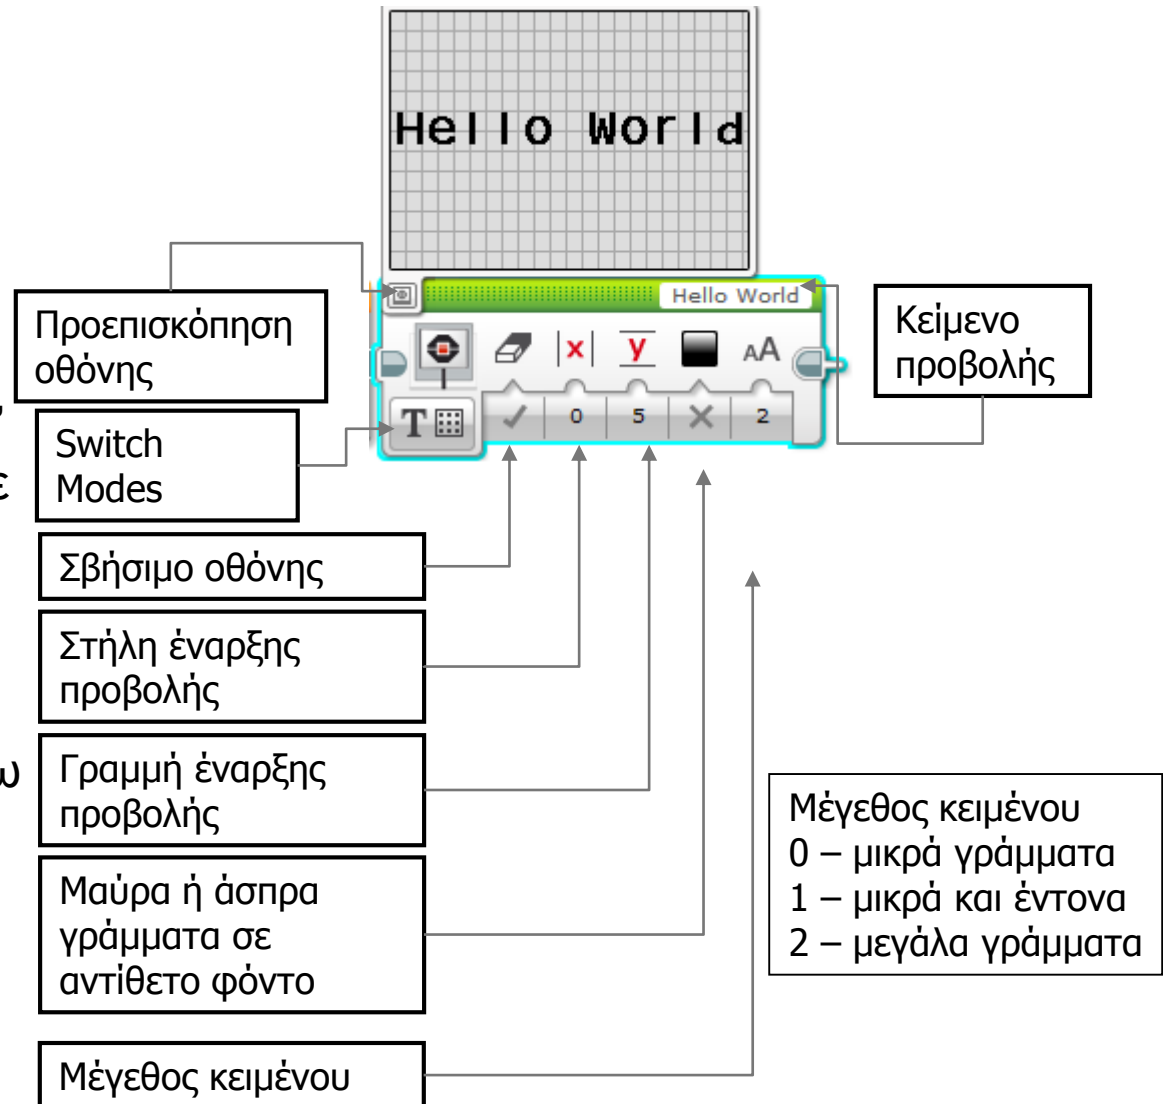 Hello World
Hello World
Προεπισκόπηση
οθόνης
Κείμενο
προβολής
x
y
AA
T
0
5
2
Switch
Modes
ε
Σβήσιμο οθόνης
Στήλη έναρξης
προβολής
ω
Γραμμή έναρξης
προβολής
Μέγεθος κειμένου
0 – μικρά γράμματα
1 – μικρά και έντονα
2 – μεγάλα γράμματα
Μαύρα ή άσπρα
γράμματα σε
αντίθετο φόντο
Μέγεθος κειμένου